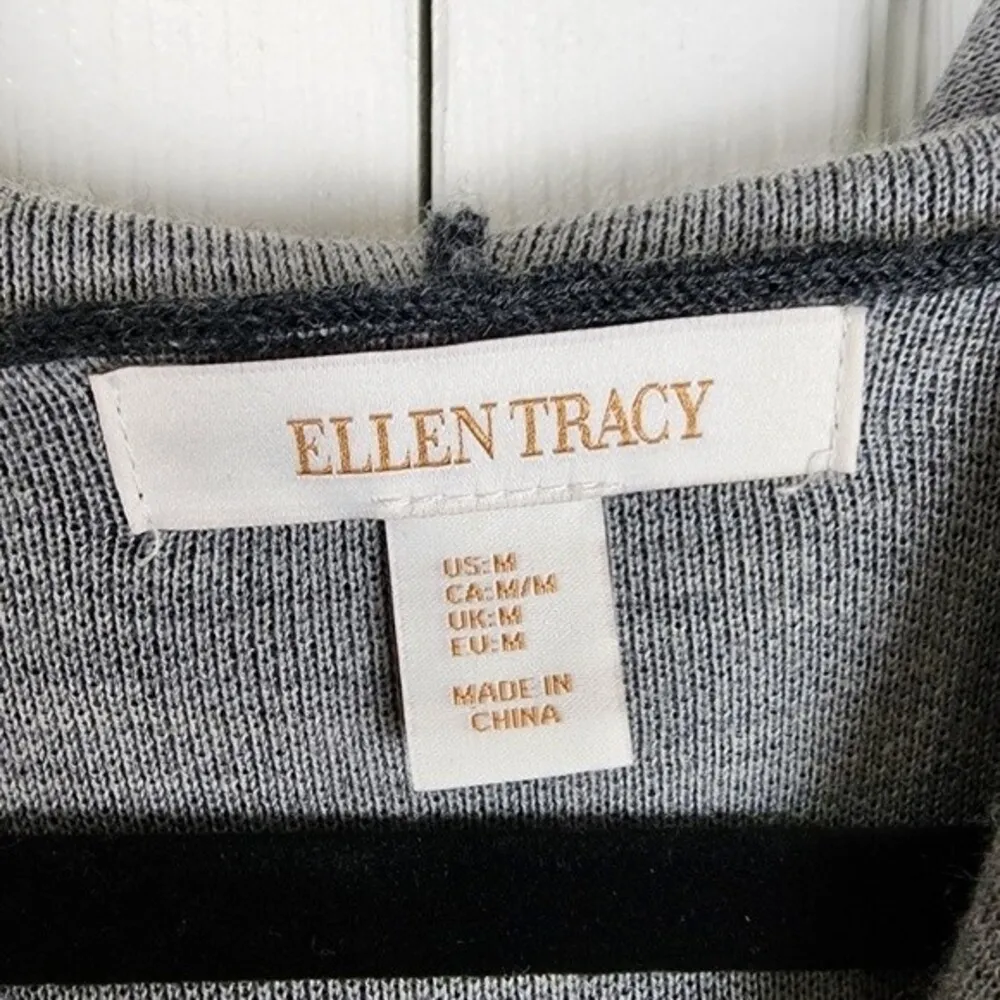 ELLEN TRACY
US:M
CA:M/M
UK:M
EU:M
MADE IN
CHINA